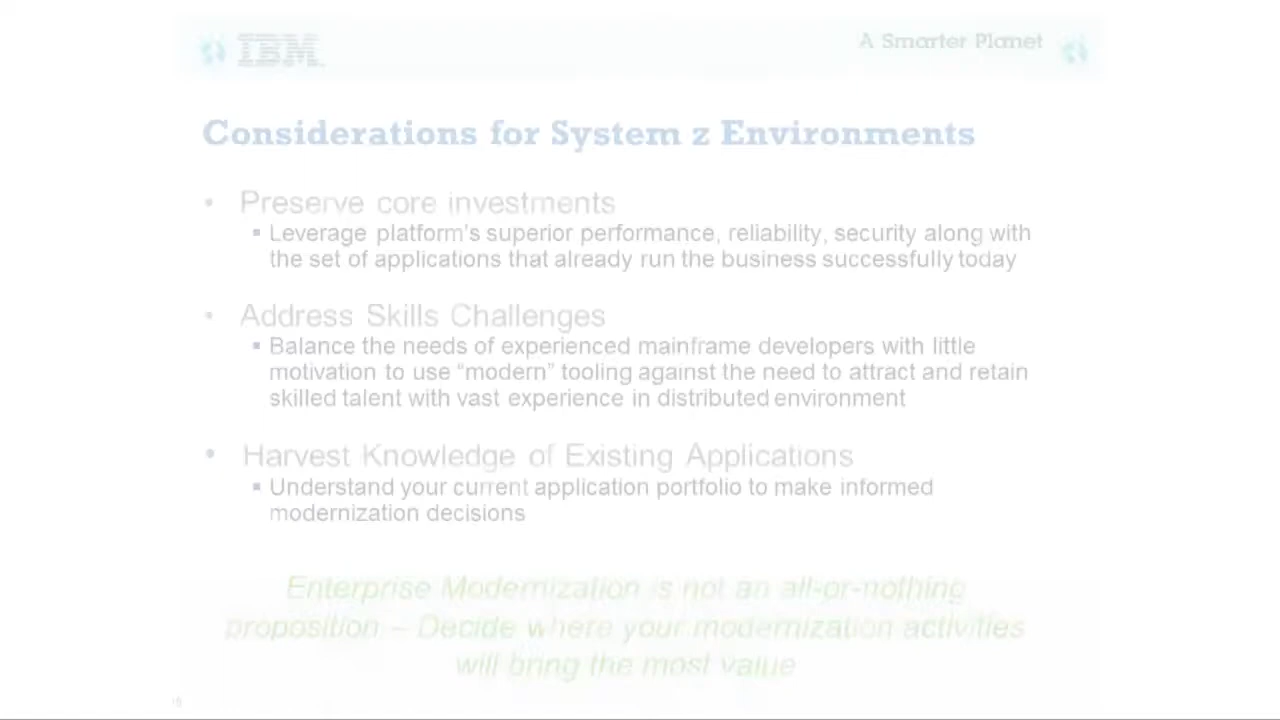 IBM
A Smarter Planet
Considerations for System z Environments
• Preserve core investments
▪ Leverage platform's superior performance, reliability, security along with
the set of applications that already run the business successfully today
• Address Skills Challenges
▪ Balance the needs of experienced mainframe developers with little
motivation to use “modern” tooling against the need to attract and retain
skilled talent with vast experience in distributed environment
• Harvest Knowledge of Existing Applications
▪ Understand your current application portfolio to make informed
modernization decisions
Enterprise Modernization is not an all-or-nothing
proposition – Decide where your modernization activities
will bring the most value